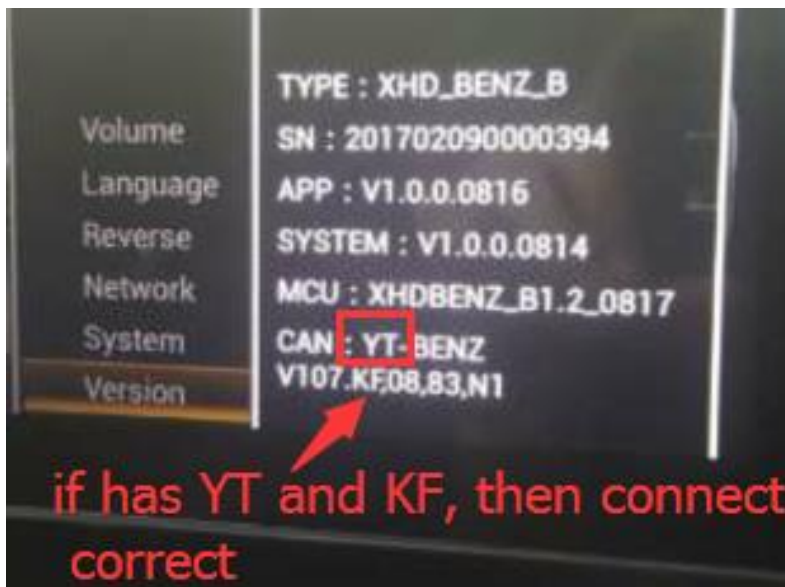 Volume
Language
Reverse
Network
System
Version
TYPE : XHD_BENZ_B
SN : 201702090000394
APP : V1.0.0.0816
SYSTEM : V1.0.0.0814
MCU : XHDBENZ_B1.2_0817
CAN : YT-BENZ
V107.KF,08,83,N1
if has YT and KF, then connect
correct